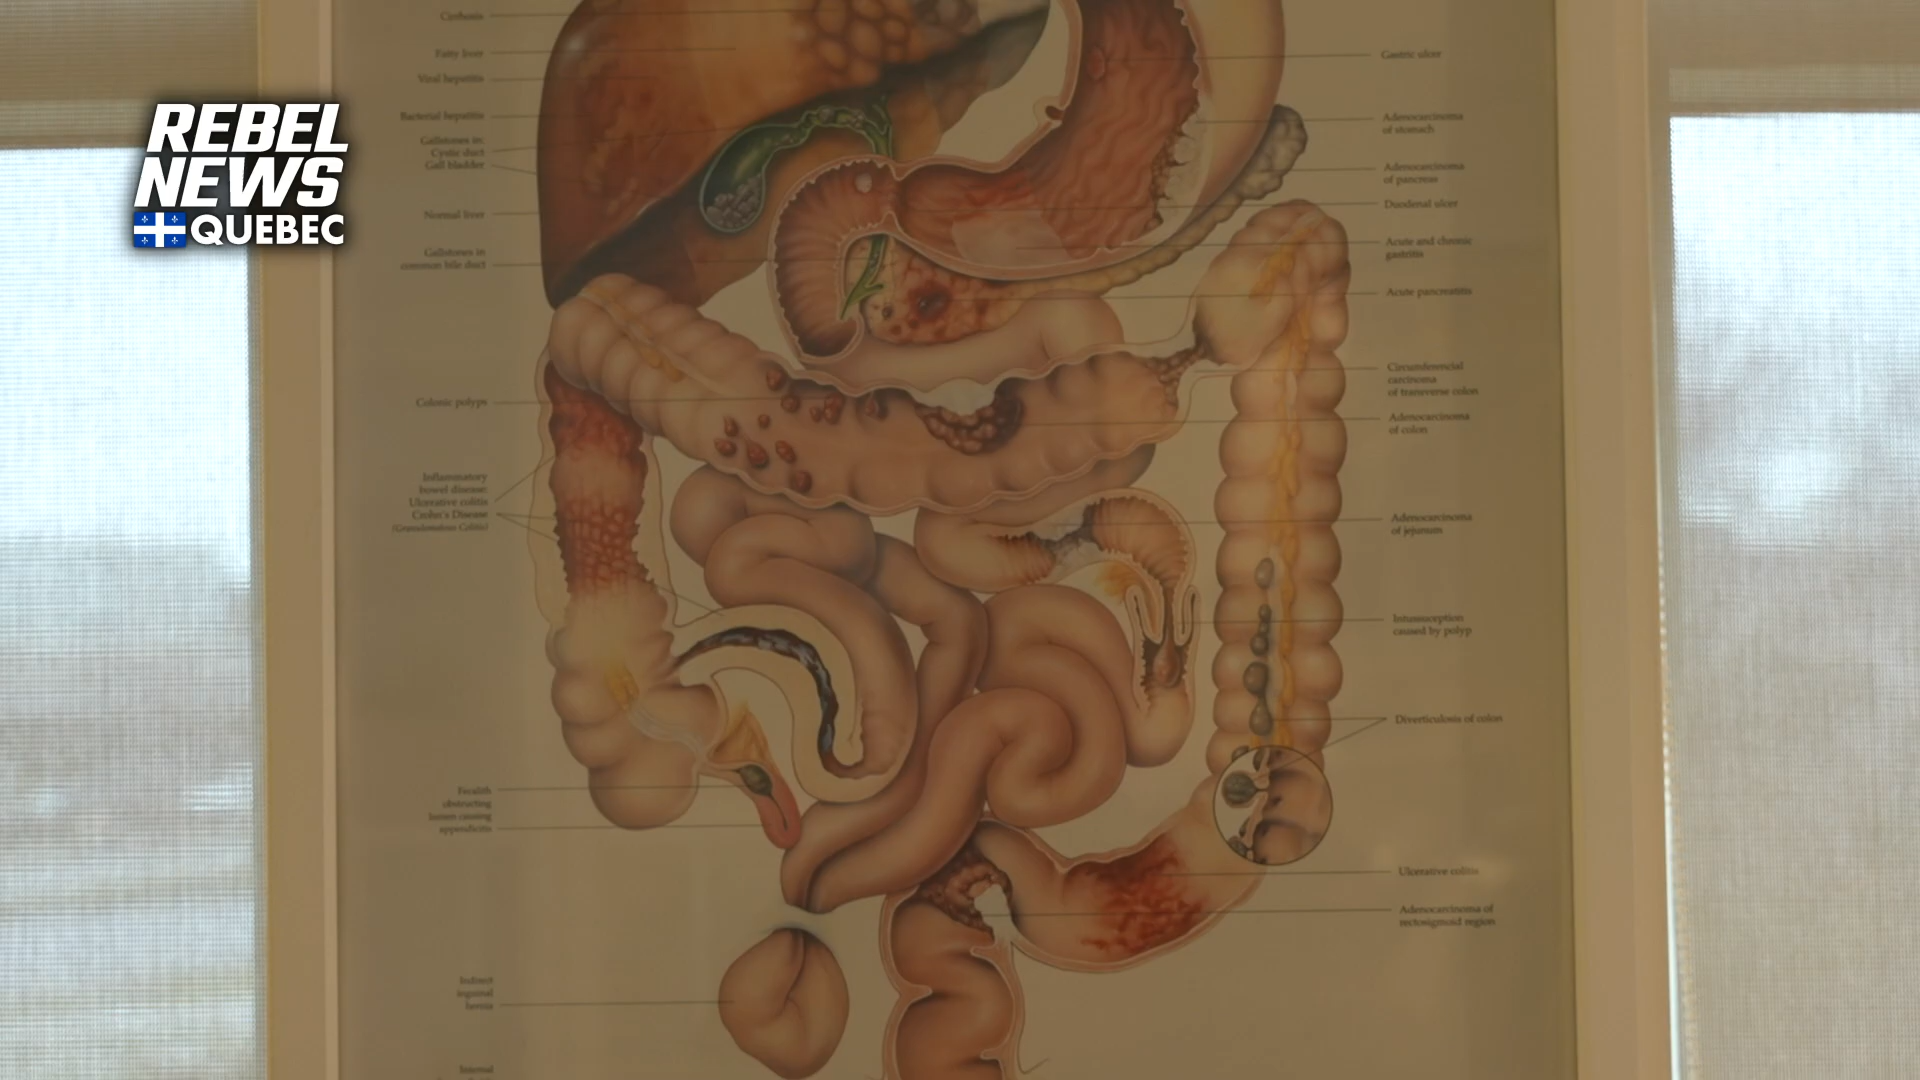 REBEL
NEWS
QUEBEC
Cirrhosis
Fatty liver
Viral hepatitis
Bacterial hepatitis
Gallstones in:
Cystic duct
Gall bladder
Normal liver
Gallstones in
common bile duct
Colonic polyps
Inflammatory
bowel disease:
Ulcerative colitis
Crohn's Disease
(Granulomatous Colitis)
Fecalith
obstructing
lumen causing
appendicitis
Indirect
inguinal
hernia
Internal
Gastric ulcer
Adenocarcinoma
of stomach
Adenocarcinoma
of pancreas
Duodenal ulcer
Acute and chronic
gastritis
Acute pancreatitis
Circumferencial
carcinoma
of transverse colon
Adenocarcinoma
of colon
Adenocarcinoma
of jejunum
Intussusception
caused by polyp
Diverticulosis of colon
Ulcerative colitis
Adenocarcinoma of
rectosigmoid region